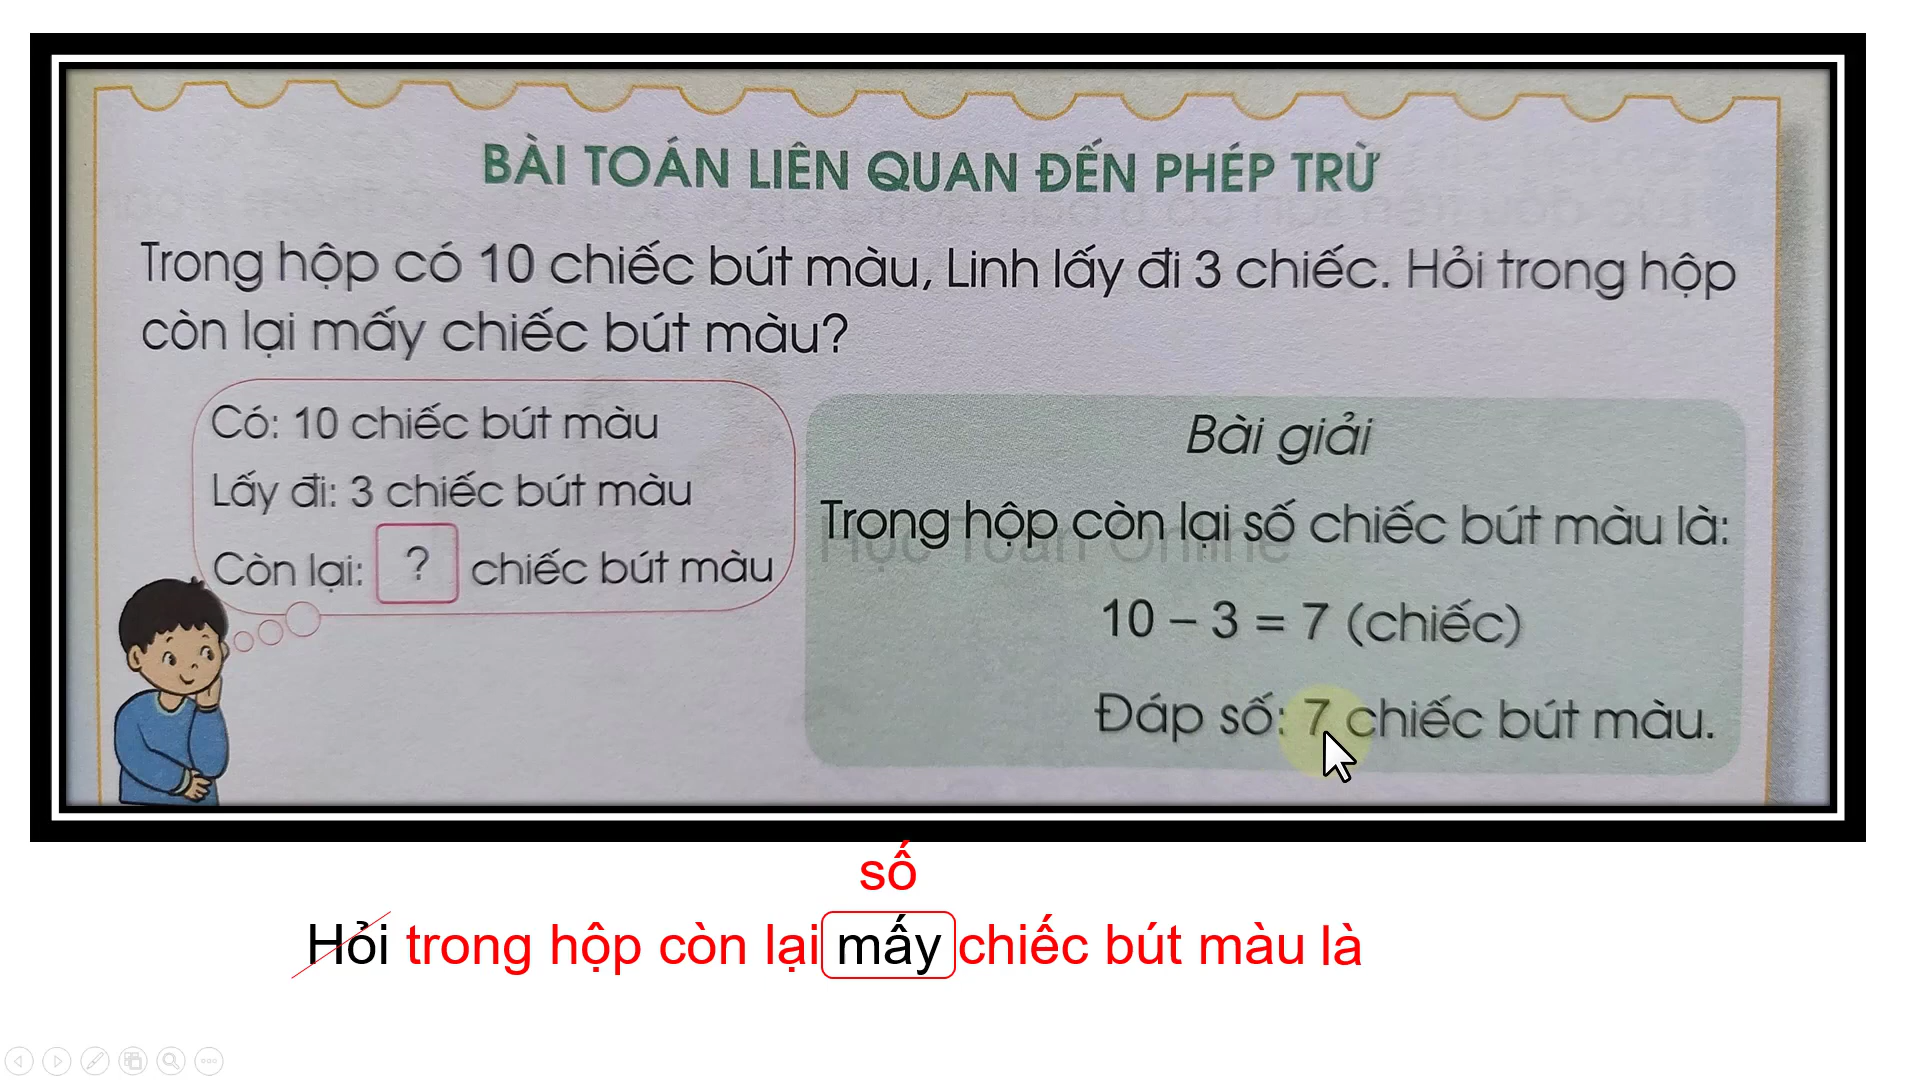 BÀI TOÁN LIÊN QUAN ĐẾN PHÉP TRỪ
Trong hộp có 10 chiếc bút màu, Linh lấy đi 3 chiếc. Hỏi trong hộp
còn lại mấy chiếc bút màu?
Có: 10 chiếc bút màu
Lấy đi: 3 chiếc bút màu
Còn lại: ? chiếc bút màu
Bài giải
Trong hộp còn lại số chiếc bút màu là:
Học Toán Online
10 – 3 = 7 (chiếc)
Đáp số: 7 chiếc bút màu.
số
Hỏi trong hộp còn lại mấy chiếc bút màu là